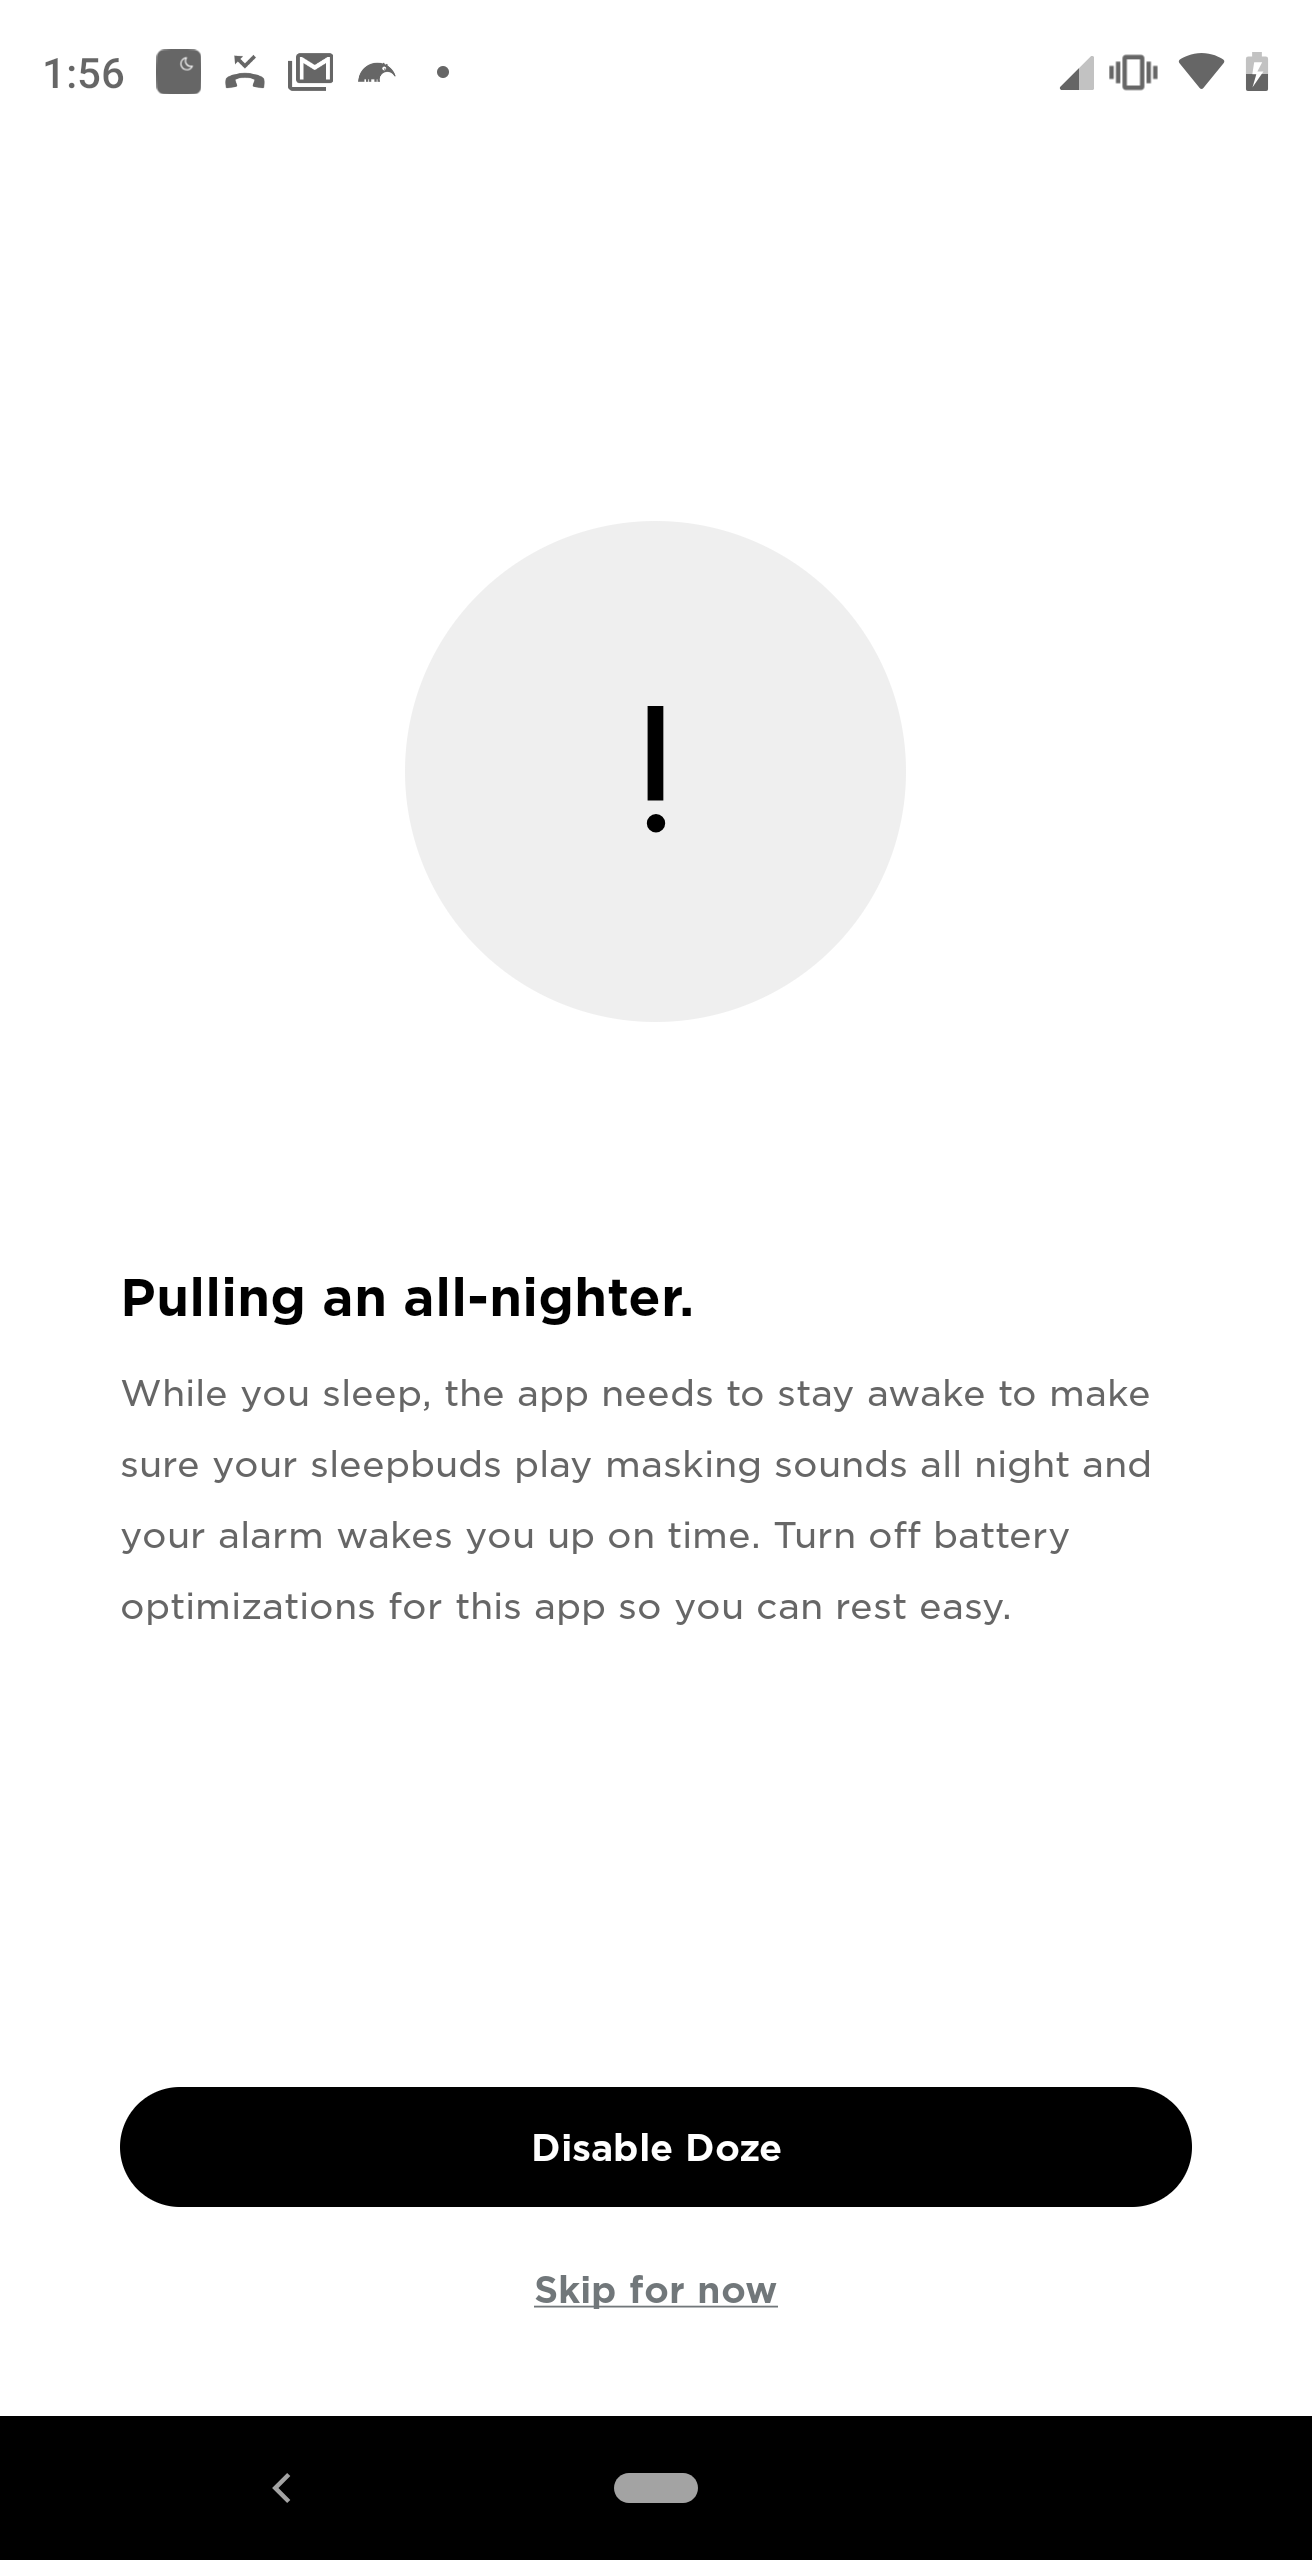 1:56
!
Pulling an all-nighter.
While you sleep, the app needs to stay awake to make
sure your sleepbuds play masking sounds all night and
your alarm wakes you up on time. Turn off battery
optimizations for this app so you can rest easy.
Disable Doze
Skip for now